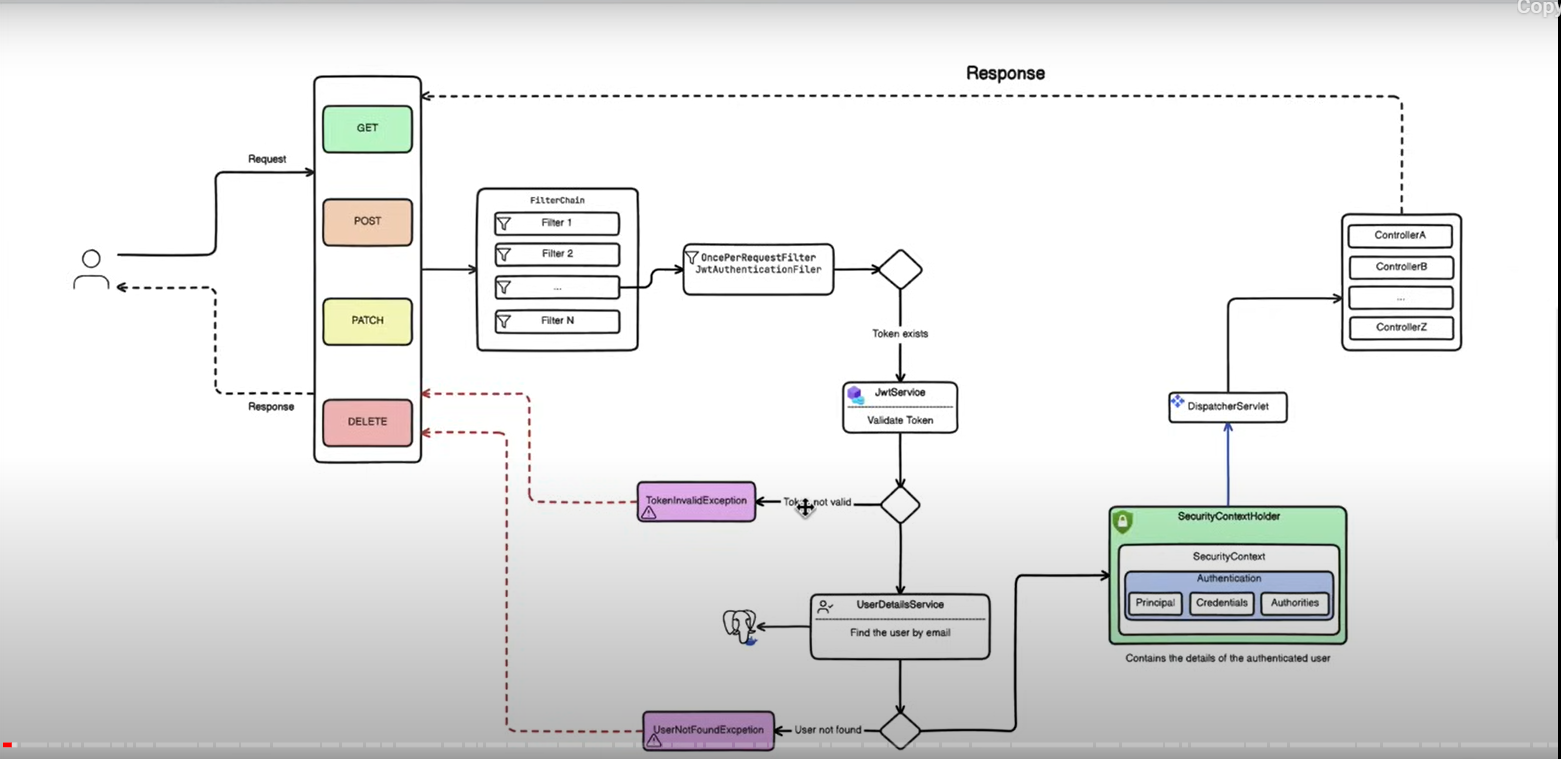 Copy
Response
GET
Request
POST
PATCH
DELETE
Response
FilterChain
Filter 1
Filter 2
...
Filter N
OncePerRequestFilter
JwtAuthenticationFiler
Token exists
JwtService
Validate Token
TokenInvalidException
not valid
UserDetailsService
Find the user by email
UserNotFoundExcpetion
User not found
SecurityContextHolder
SecurityContext
Authentication
Principal
Credentials
Authorities
Contains the details of the authenticated user
DispatcherServlet
ControllerA
ControllerB
...
ControllerZ